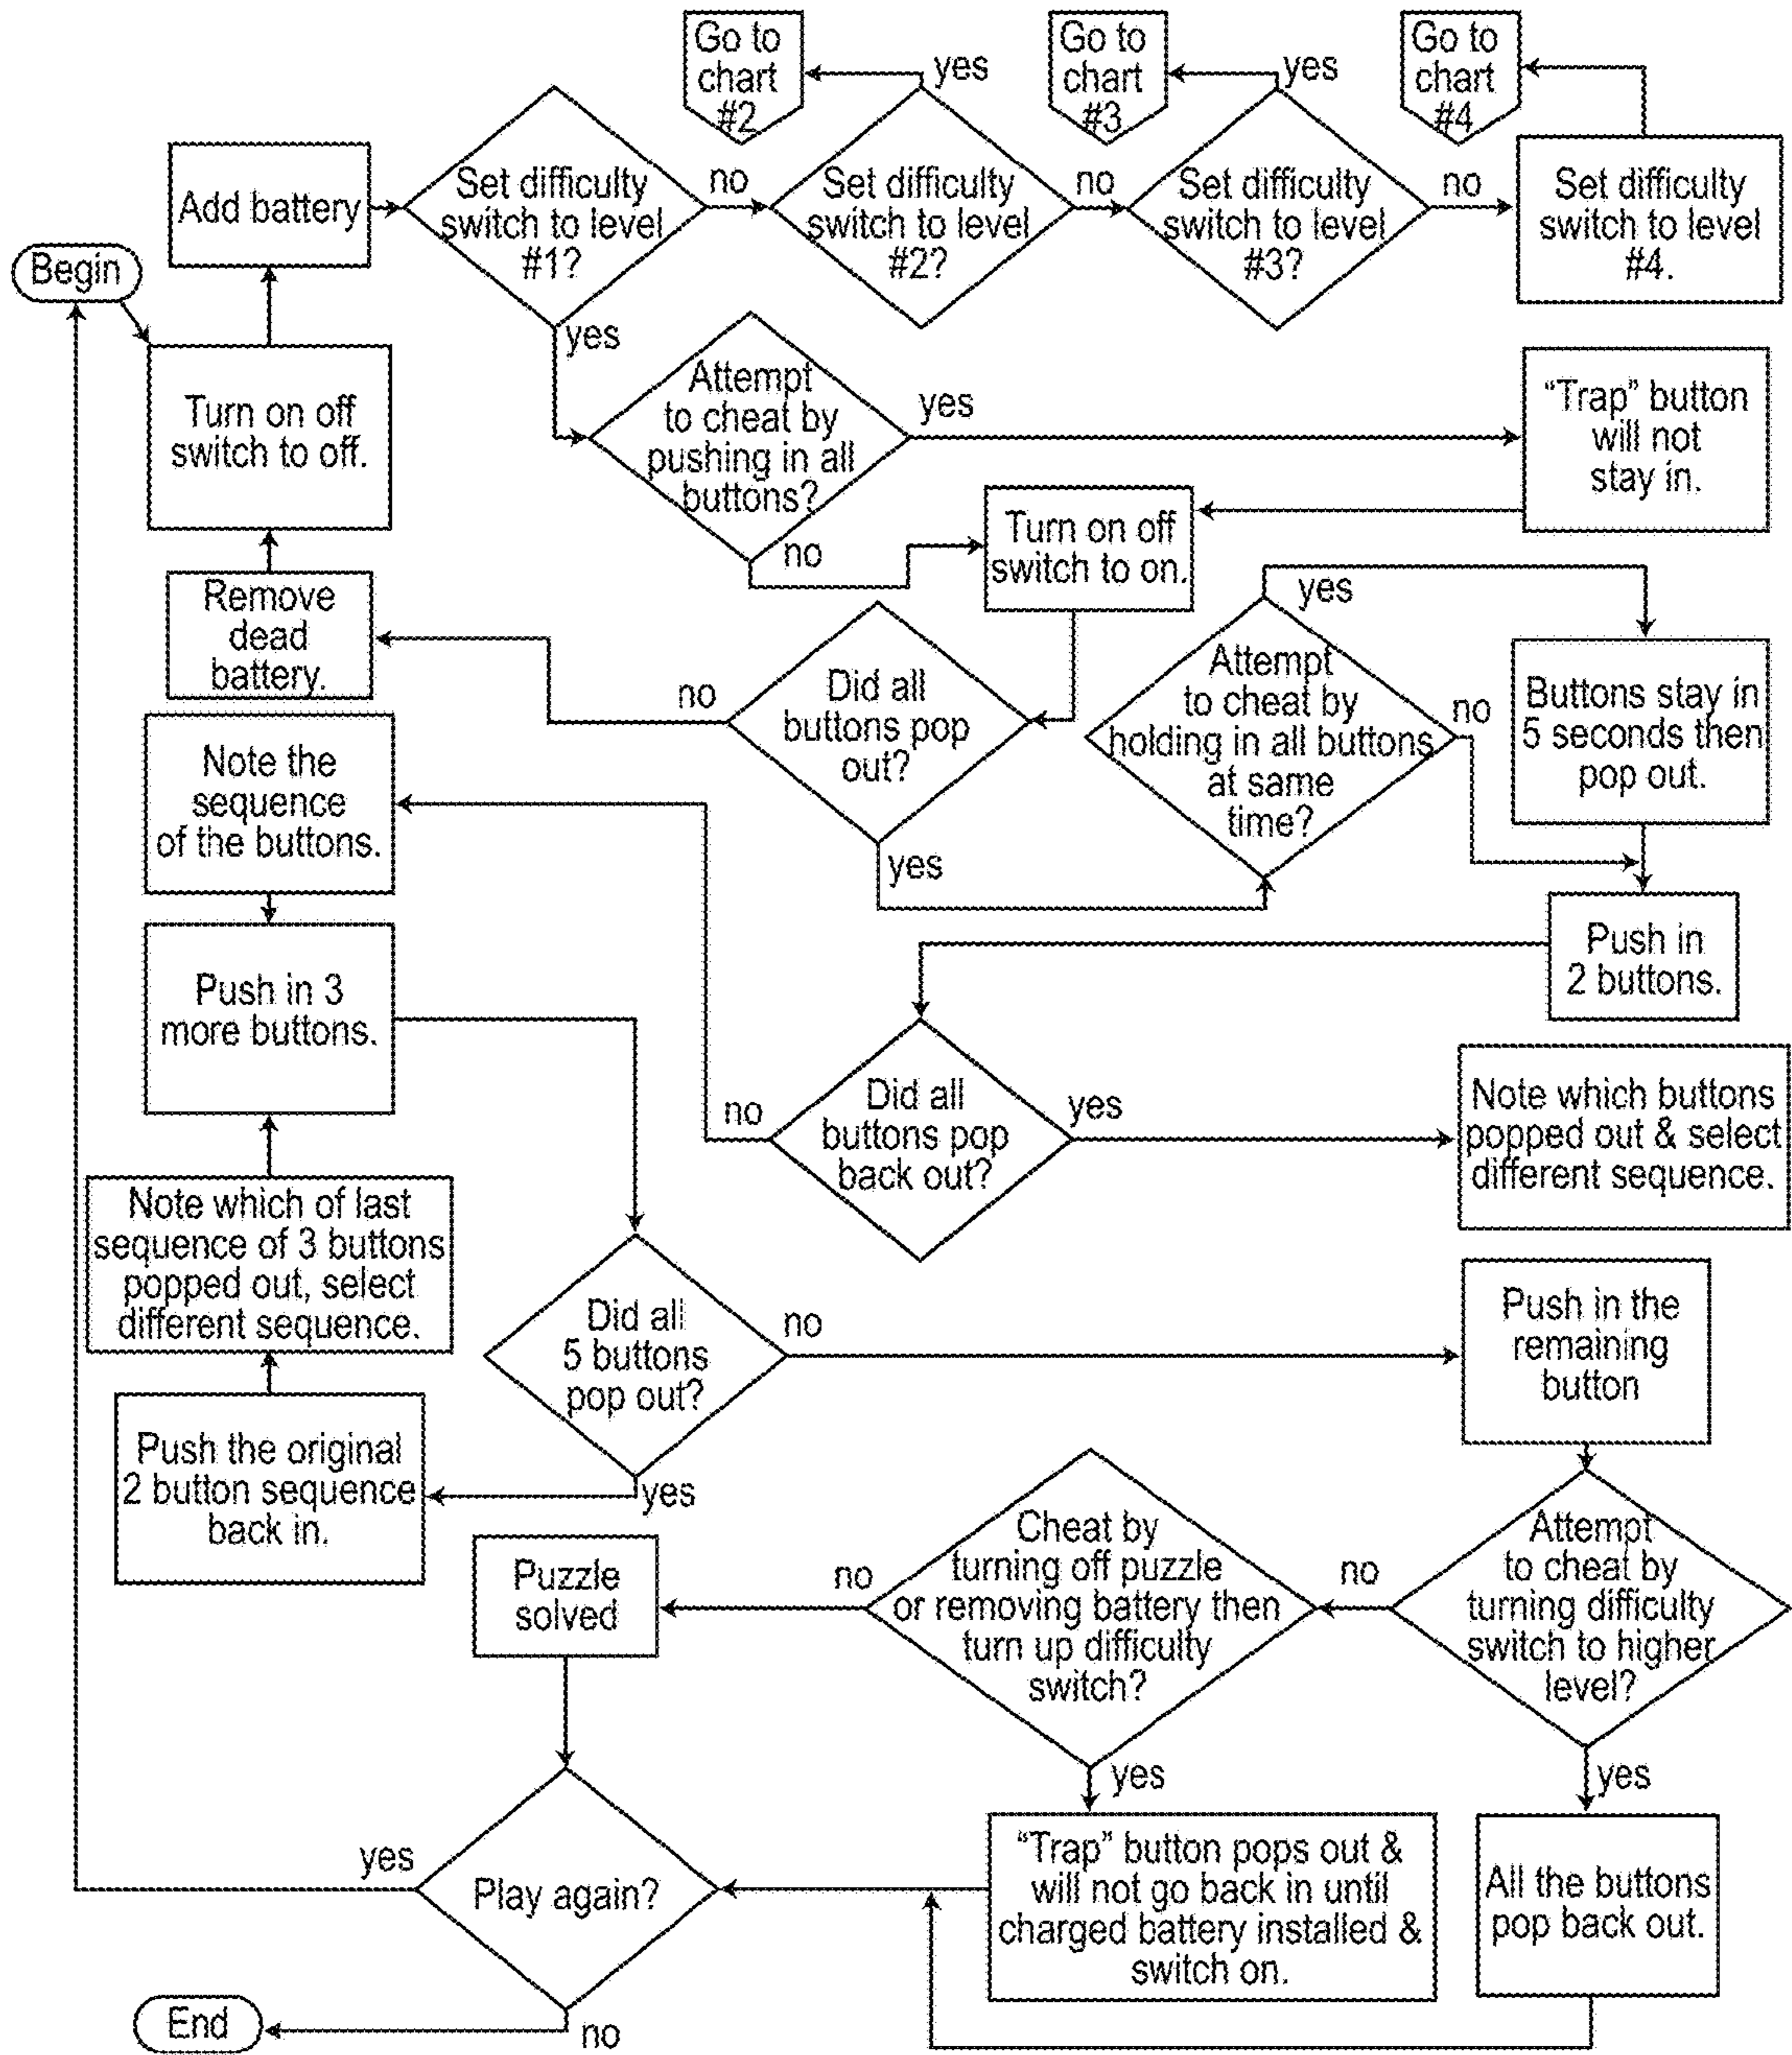 Go to
chart
#2
yes
Go to
chart
#3
yes
Go to
chart
#4
Add battery
Set difficulty
switch to level
#1?
no
Set difficulty
switch to level
#2?
no
Set difficulty
switch to level
#3?
no
Set difficulty
switch to level
#4.
Begin
yes
Turn on off
switch to off.
Attempt
to cheat by
pushing in all
buttons?
yes
"Trap" button
will not
stay in.
no
Turn on off
switch to on.
Remove
dead
battery.
no
Did all
buttons pop
out?
yes
Attempt
to cheat by
holding in all buttons
at same
time?
yes
no
Buttons stay in
5 seconds then
pop out.
Note the
sequence
of the buttons.
Push in
2 buttons.
Push in 3
more buttons.
no
Did all
buttons pop
back out?
yes
Note which buttons
popped out & select
different sequence.
Note which of last
sequence of 3 buttons
popped out, select
different sequence.
Did all
5 buttons
pop out?
no
yes
Push in the
remaining
button
Push the original
2 button sequence
back in.
Puzzle
solved
no
Cheat by
turning off puzzle
or removing battery then
turn up difficulty
switch?
no
Attempt
to cheat by
turning difficulty
switch to higher
level?
yes
yes
yes
Play again?
"Trap" button pops out &
will not go back in until
charged battery installed &
switch on.
All the buttons
pop back out.
End
no